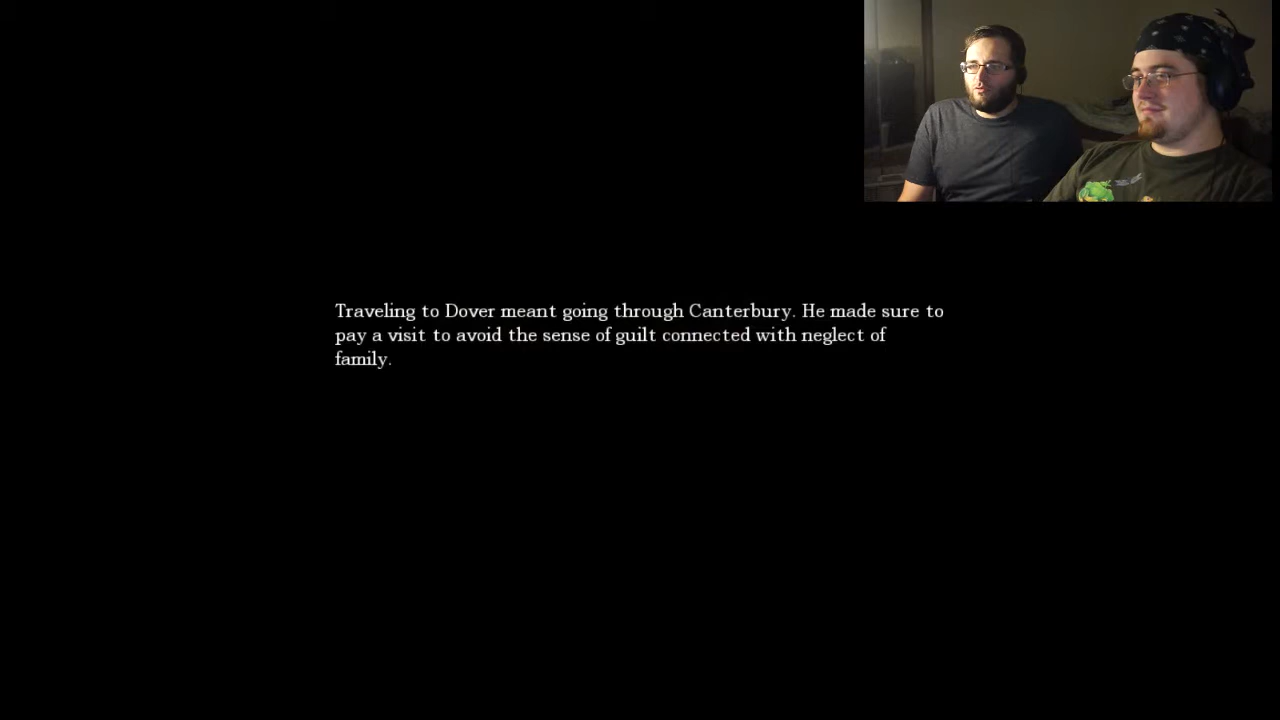 Traveling to Dover meant going through Canterbury. He made sure to
pay a visit to avoid the sense of guilt connected with neglect of
family.